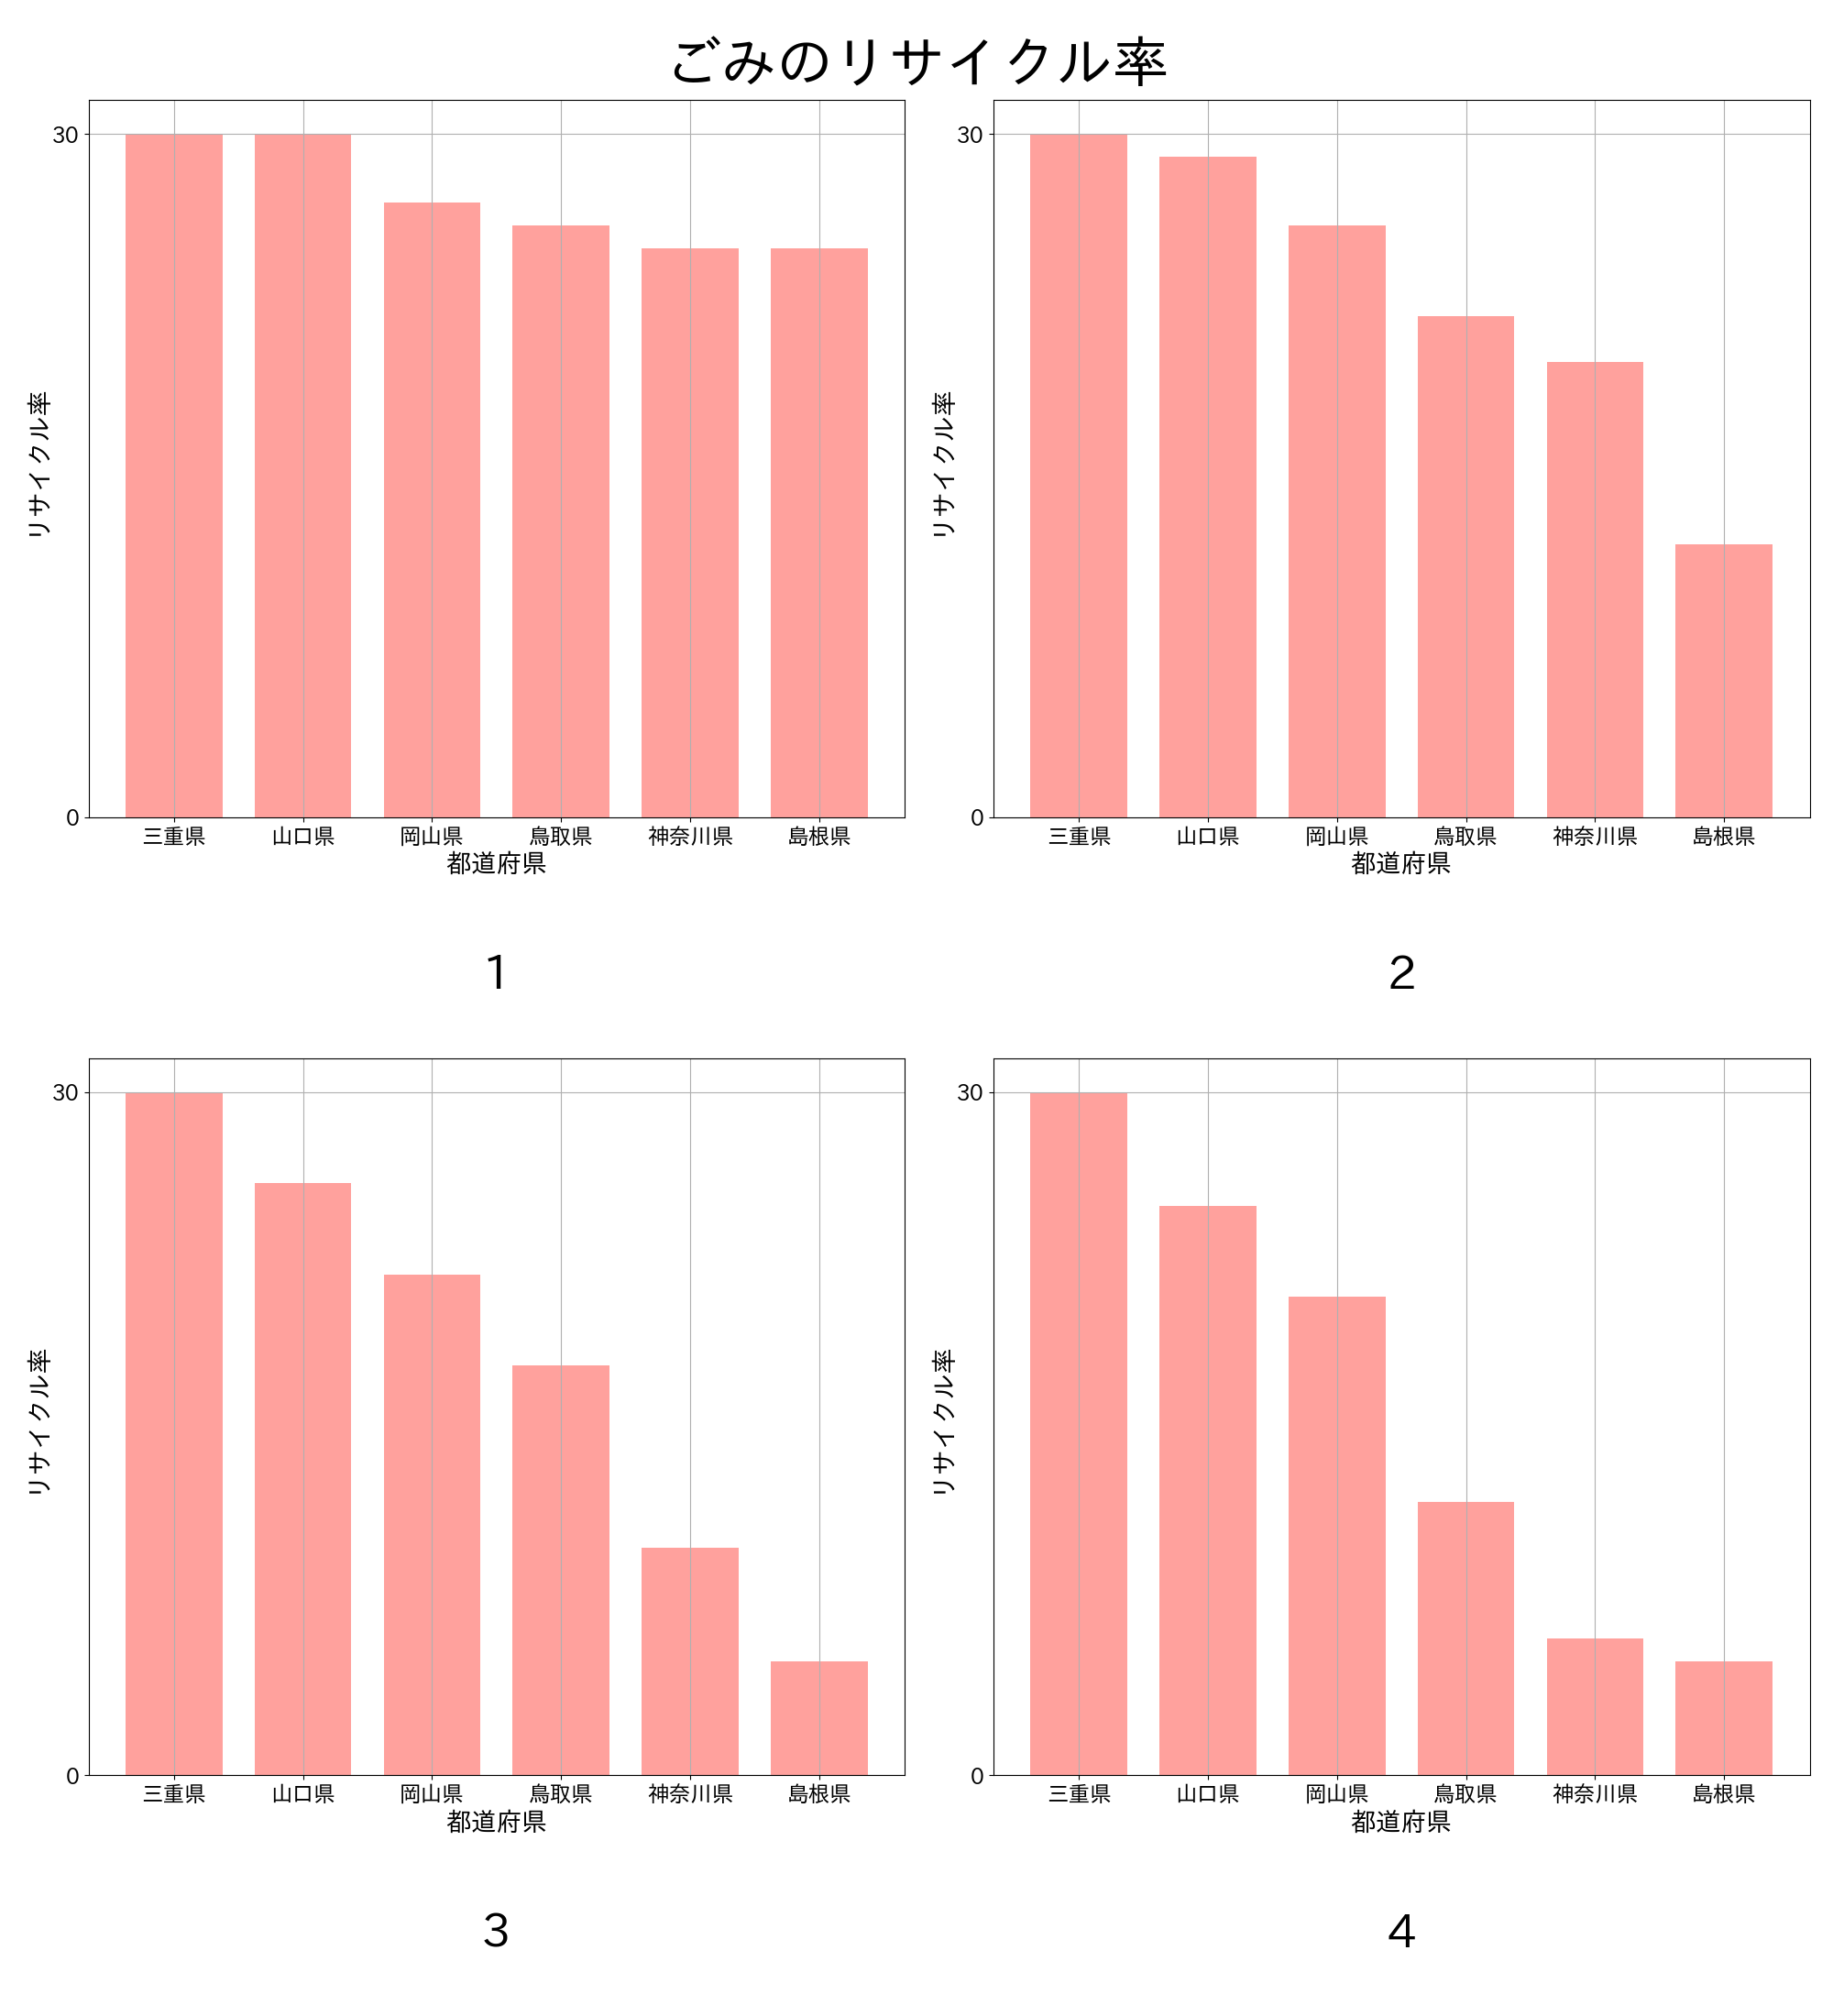 ごみのリサイクル率
30
0
リサイクル率
三重県 山口県 岡山県 鳥取県 神奈川県 島根県
都道府県
1
30
0
リサイクル率
三重県 山口県 岡山県 鳥取県 神奈川県 島根県
都道府県
2
30
0
リサイクル率
三重県 山口県 岡山県 鳥取県 神奈川県 島根県
都道府県
3
30
0
リサイクル率
三重県 山口県 岡山県 鳥取県 神奈川県 島根県
都道府県
4